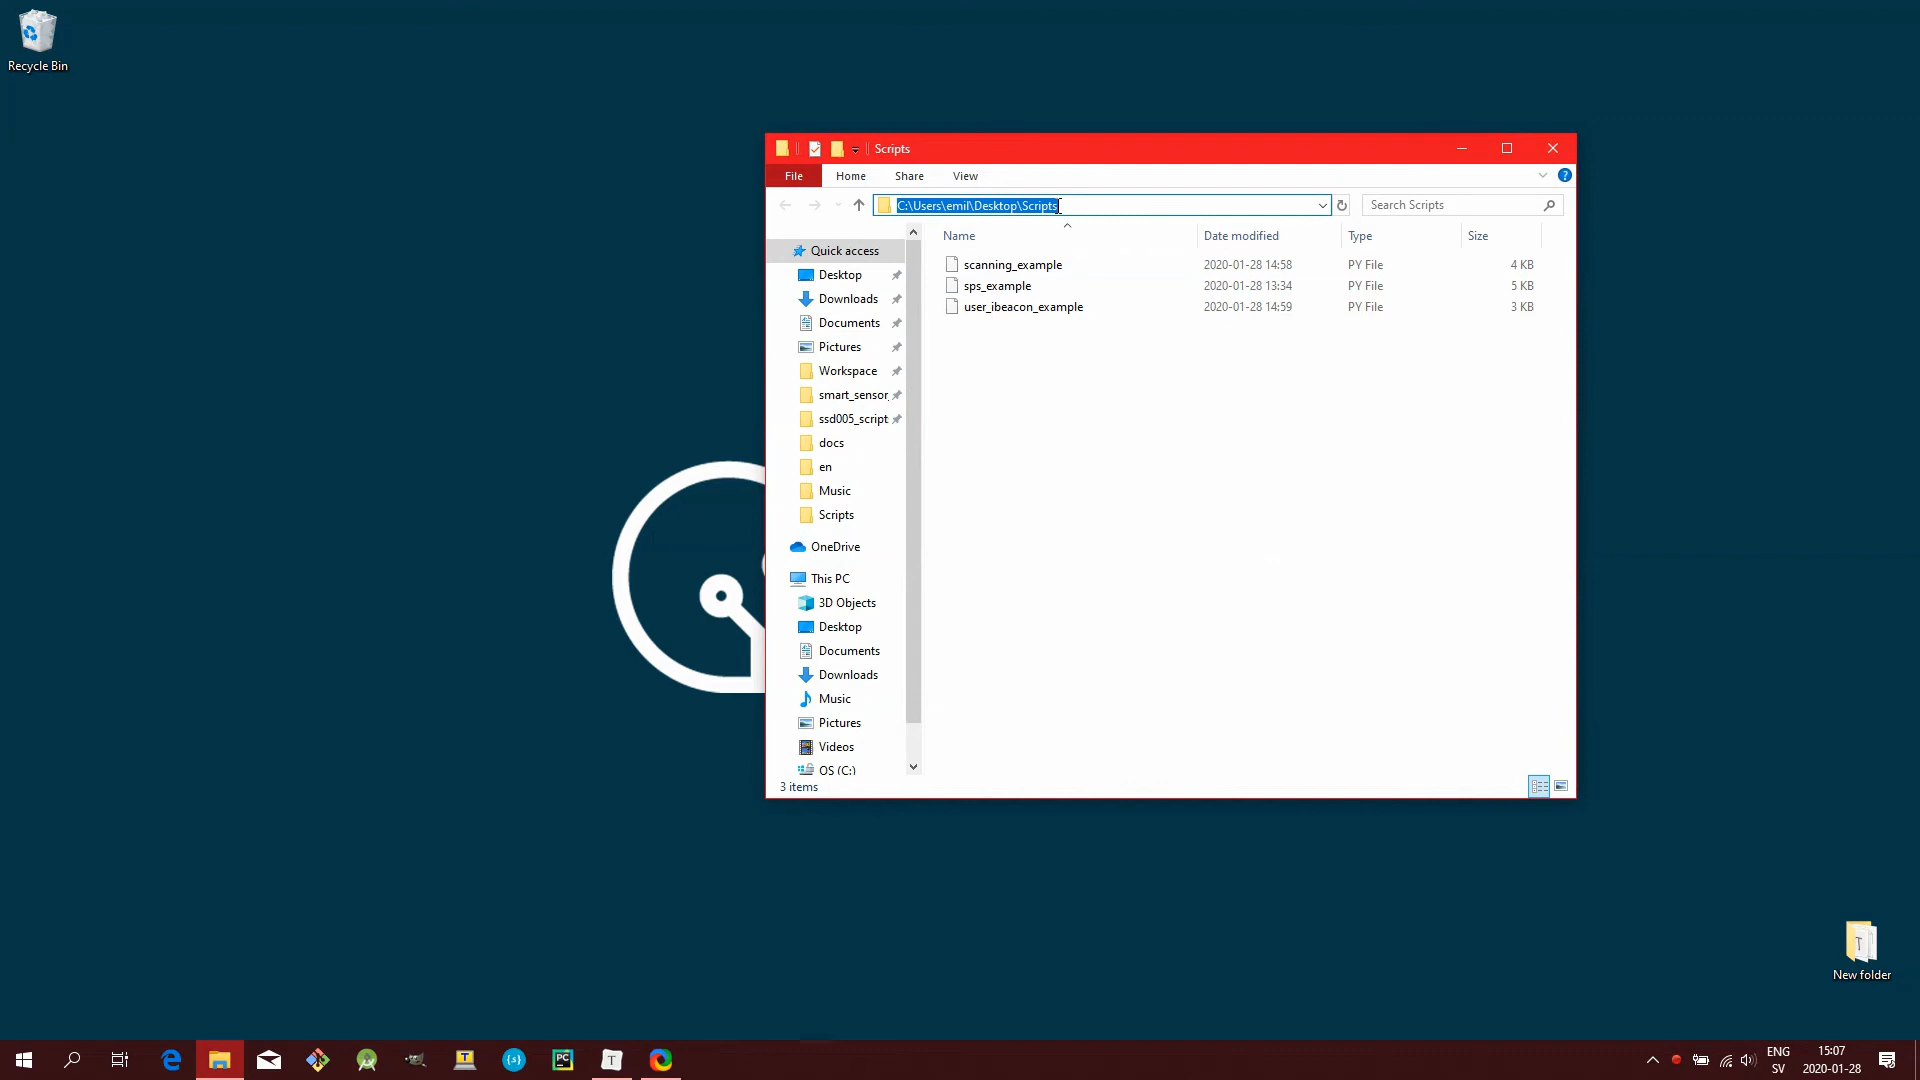 Recycle Bin
Scripts
File Home Share View
C:\Users\emil\Desktop\Scripts
Search Scripts
Name Date modified Type Size
scanning_example 2020-01-28 14:58 PY File 4 KB
sps_example 2020-01-28 13:34 PY File 5 KB
user_ibeacon_example 2020-01-28 14:59 PY File 3 KB
Quick access
Desktop
Downloads
Documents
Pictures
Workspace
smart_sensor_
ssd005_script
docs
en
Music
Scripts
OneDrive
This PC
3D Objects
Desktop
Documents
Downloads
Music
Pictures
Videos
OS (C:)
3 items
New folder
ENG
SV
15:07
2020-01-28